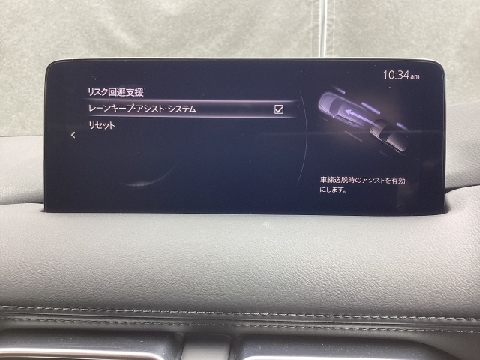 10:34am
リスク回避支援
レーンキープ・アシスト・システム
リセット
車線逸脱時のアシストを有効
にします。